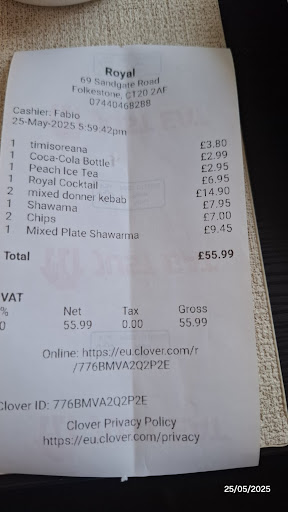 Royal
69 Sandgate Road
Folkestone, CT20 2AF
07440468288
Cashier: Fabio
25-May-2025 5:59:42pm
1 timisoreana £3.80
1 Coca-Cola Bottle £2.99
1 Peach Ice Tea £2.95
1 Royal Cocktail £6.95
2 mixed donner kebab £14.90
1 Shawama £7.95
2 Chips £7.00
1 Mixed Plate Shawarma £9.45
Total £55.99
VAT
% Net Tax Gross
0 55.99 0.00 55.99
Online: https://eu.clover.com/r
/776BMVA2Q2P2E
Clover ID: 776BMVA2Q2P2E
Clover Privacy Policy
https://eu.clover.com/privacy
25/05/2025